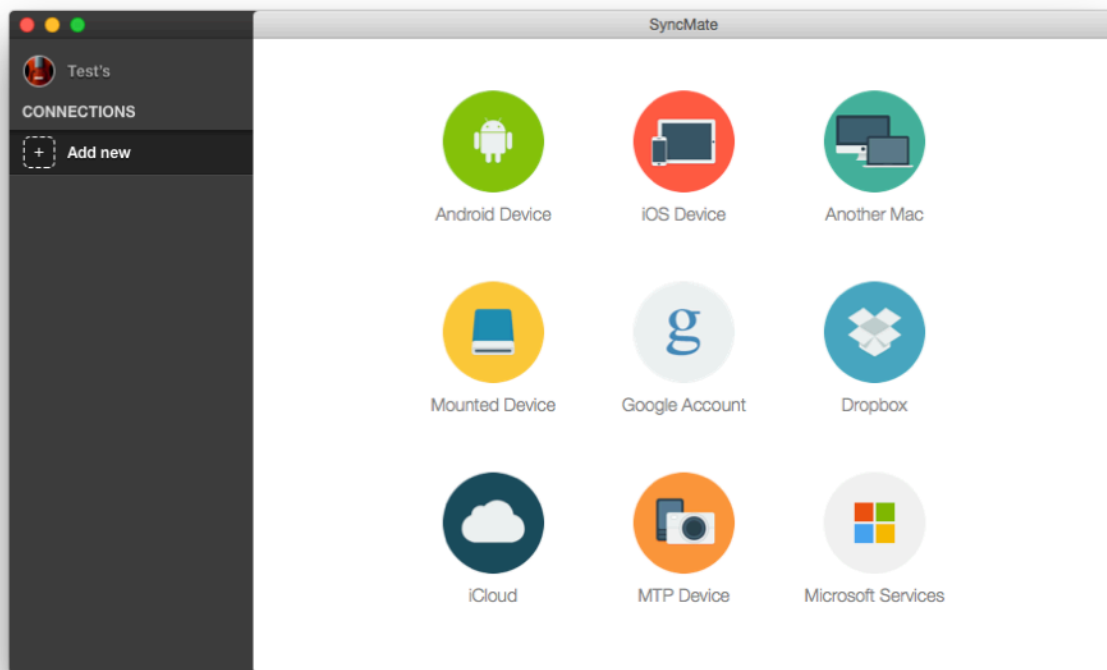 SyncMate
Test's
CONNECTIONS
+ Add new
Android Device
iOS Device
Another Mac
g
Mounted Device
Google Account
Dropbox
iCloud
MTP Device
Microsoft Services